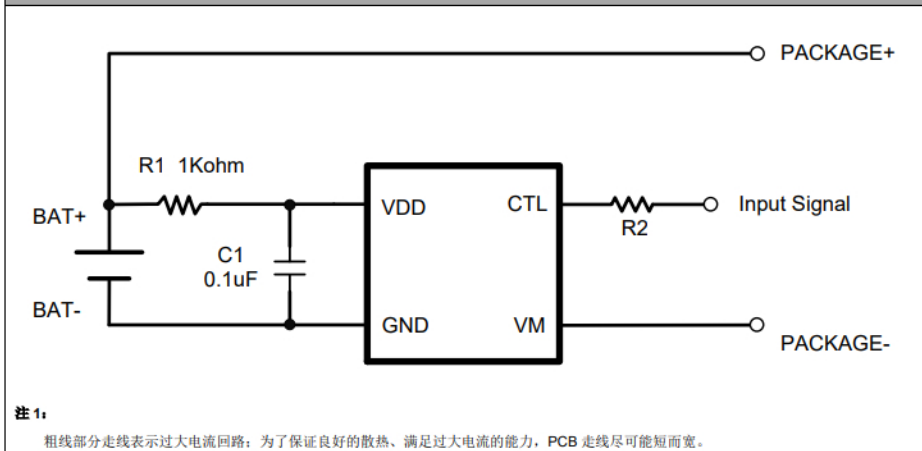 PACKAGE+
R1 1Kohm
BAT+
VDD
CTL
Input Signal
R2
C1
0.1uF
BAT-
GND
VM
PACKAGE-
注 1：
粗线部分走线表示过大电流回路；为了保证良好的散热、满足过大电流的能力，PCB 走线尽可能短而宽。